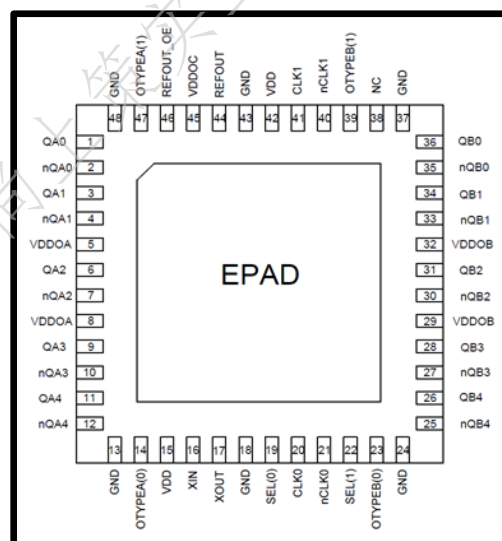 GND OTYPEA(1) REFOUT_OE VDDOC REFOUT GND VDD CLK1 nCLK1 OTYPEB(1) NC GND
48 47 46 45 44 43 42 41 40 39 38 37
QA0 1 36 QB0
nQA0 2 35 nQB0
QA1 3 34 QB1
nQA1 4 33 nQB1
VDDOA 5 32 VDDOB
QA2 6 31 QB2
nQA2 7 30 nQB2
VDDOA 8 29 VDDOB
QA3 9 28 QB3
nQA3 10 27 nQB3
QA4 11 26 QB4
nQA4 12 25 nQB4
EPAD
13 14 15 16 17 18 19 20 21 22 23 24
GND OTYPEA(0) VDD XIN XOUT GND SEL(0) CLK0 nCLK0 SEL(1) OTYPEB(0) GND
尚上策实